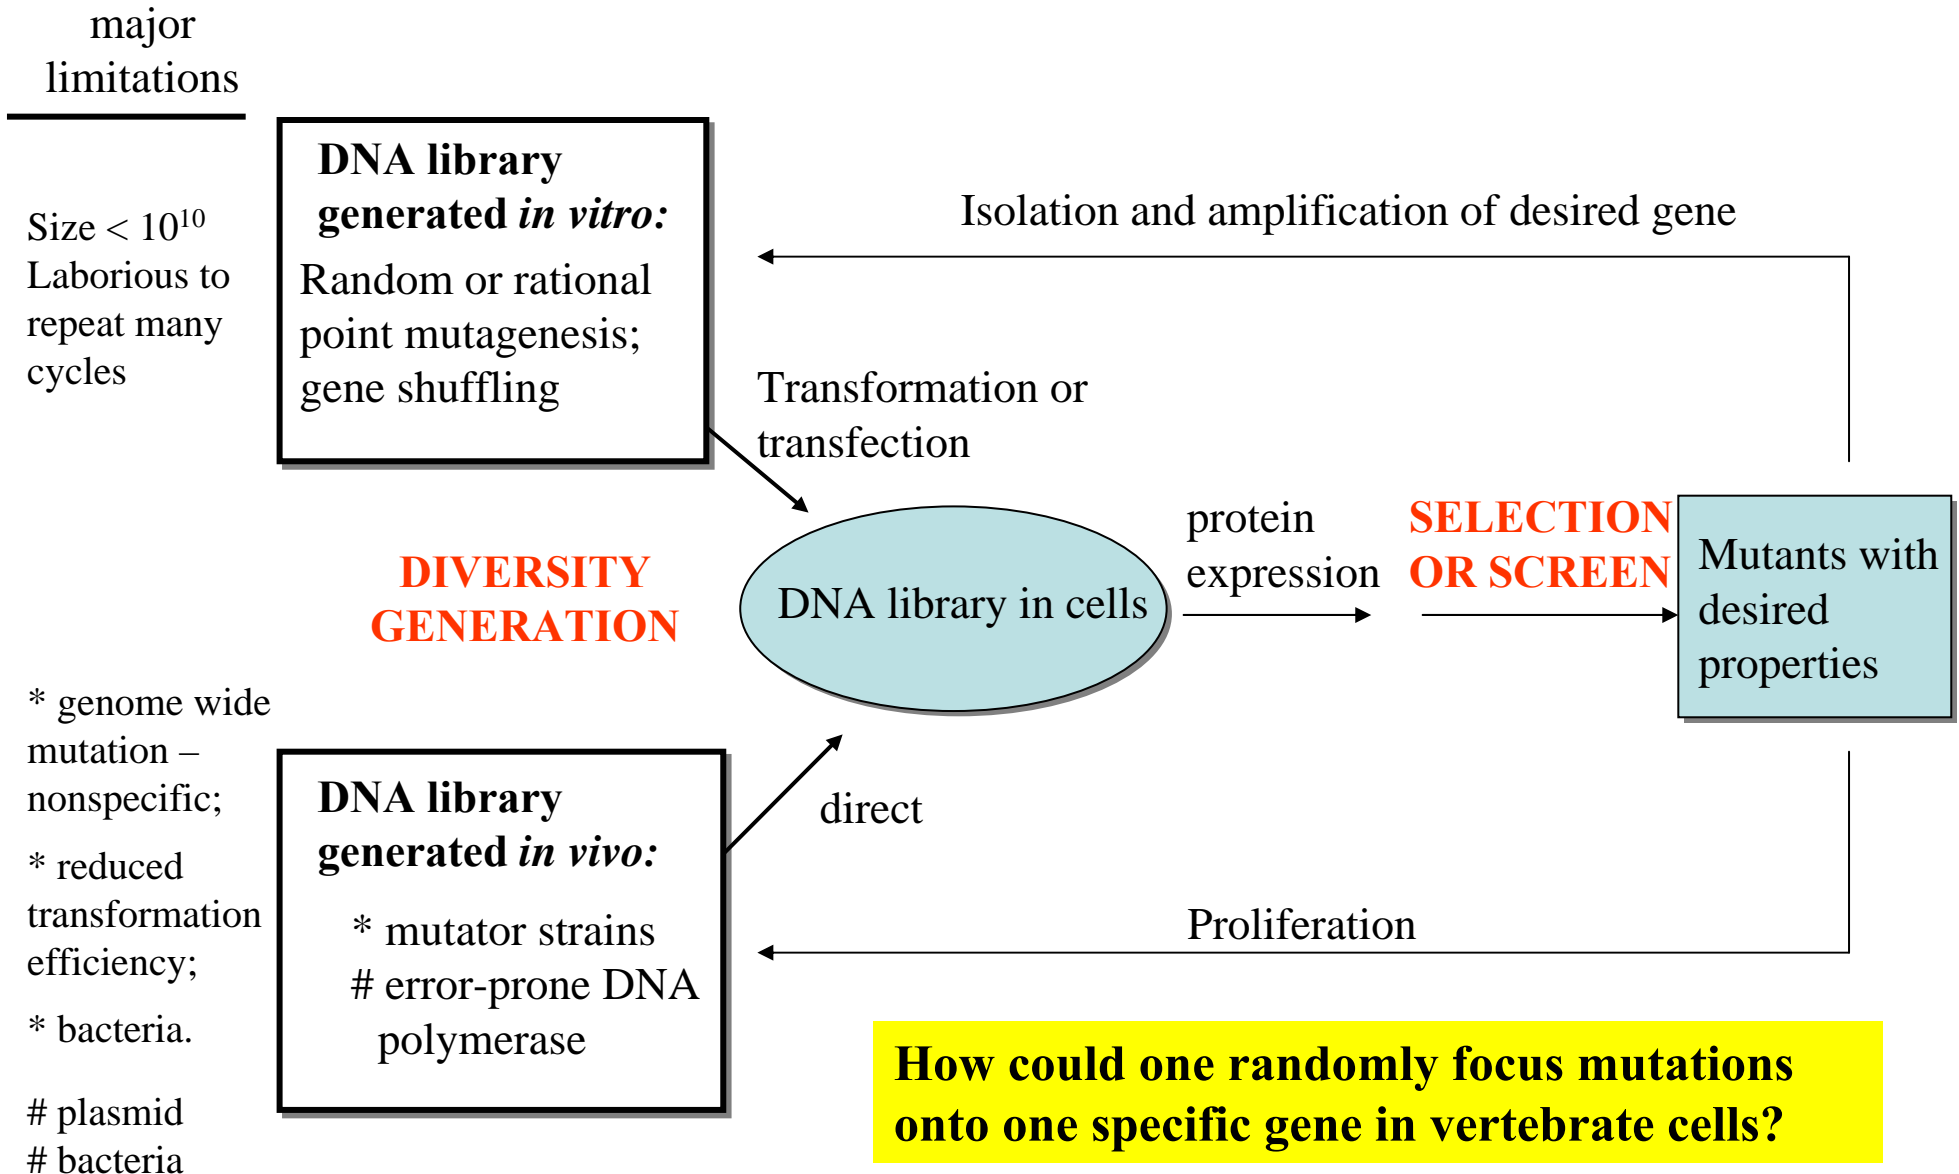 major
limitations
DNA library
generated in vitro:
Random or rational
point mutagenesis;
gene shuffling
Size < 10¹⁰
Laborious to
repeat many
cycles
Isolation and amplification of desired gene
Transformation or
transfection
DIVERSITY
GENERATION
DNA library in cells
protein
expression
SELECTION
OR SCREEN
Mutants with
desired
properties
* genome wide
mutation –
nonspecific;
* reduced
transformation
efficiency;
* bacteria.
# plasmid
# bacteria
DNA library
generated in vivo:
* mutator strains
# error-prone DNA
polymerase
direct
Proliferation
How could one randomly focus mutations
onto one specific gene in vertebrate cells?